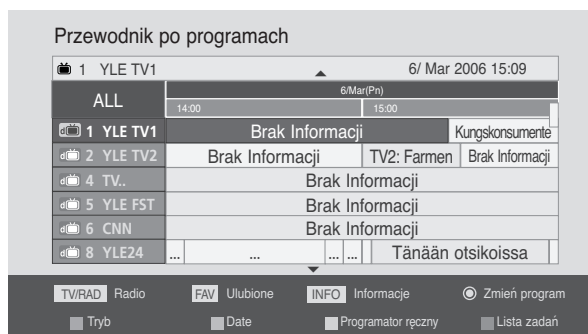 Przewodnik po programach
1 YLE TV1 6/ Mar 2006 15:09
ALL 6/Mar(Pn)
14:00 15:00
d 1 YLE TV1 Brak Informacji Kungskonsumente
d 2 YLE TV2 Brak Informacji TV2: Farmen Brak Informacji
d 4 TV.. Brak Informacji
d 5 YLE FST Brak Informacji
d 6 CNN Brak Informacji
d 8 YLE24 ... ... ... ... Tänään otsikoissa
TV/RAD Radio FAV Ulubione INFO Informacje Zmień program
Tryb Date Programator ręczny Lista zadań